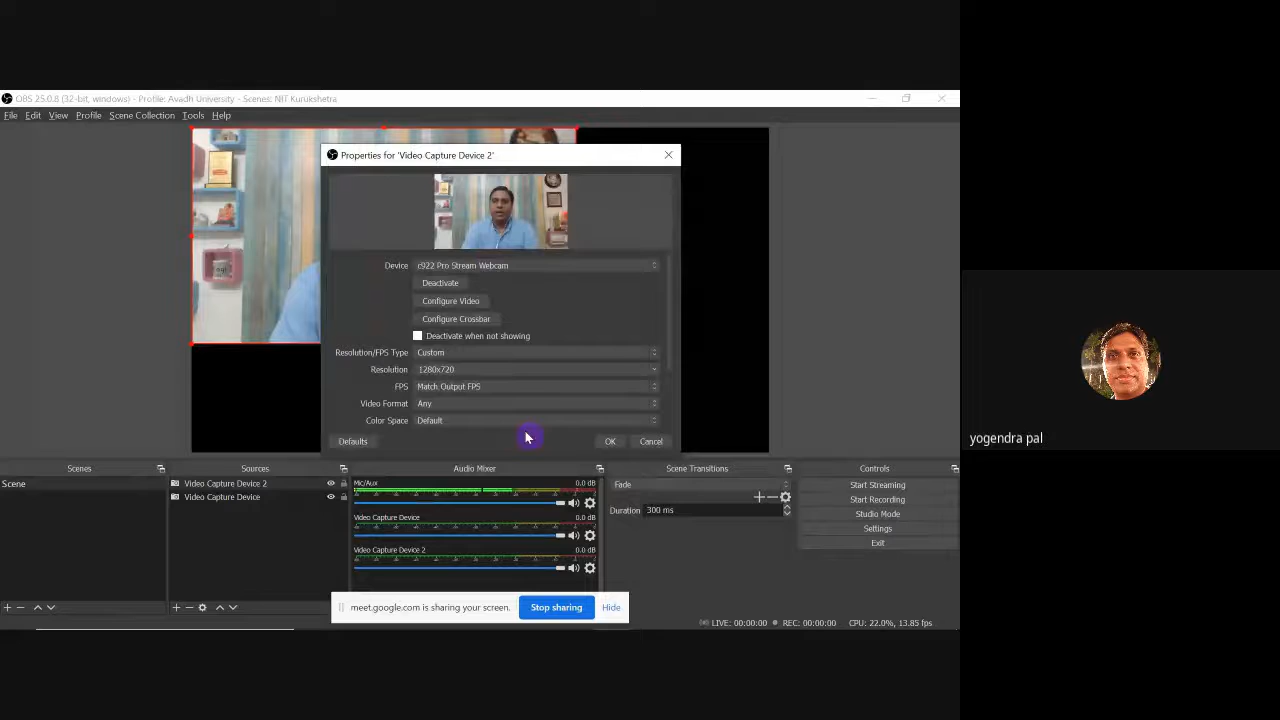 OBS 25.0.8 (32-bit, windows) - Profile: Avadh University - Scenes: NIT Kurukshetra
File Edit View Profile Scene Collection Tools Help
Properties for 'Video Capture Device 2'
Device c922 Pro Stream Webcam
Deactivate
Configure Video
Configure Crossbar
Deactivate when not showing
Resolution/FPS Type Custom
Resolution 1280x720
FPS Match Output FPS
Video Format Any
Color Space Default
Defaults OK Cancel
yogendra pal
Scenes Sources Audio Mixer Scene Transitions Controls
Scene
Video Capture Device 2
Video Capture Device
Mic/Aux 0.0 dB
Video Capture Device 0.0 dB
Video Capture Device 2 0.0 dB
Fade
Duration 300 ms
Start Streaming
Start Recording
Studio Mode
Settings
Exit
meet.google.com is sharing your screen. Stop sharing Hide
LIVE: 00:00:00 REC: 00:00:00 CPU: 22.0%, 13.85 fps